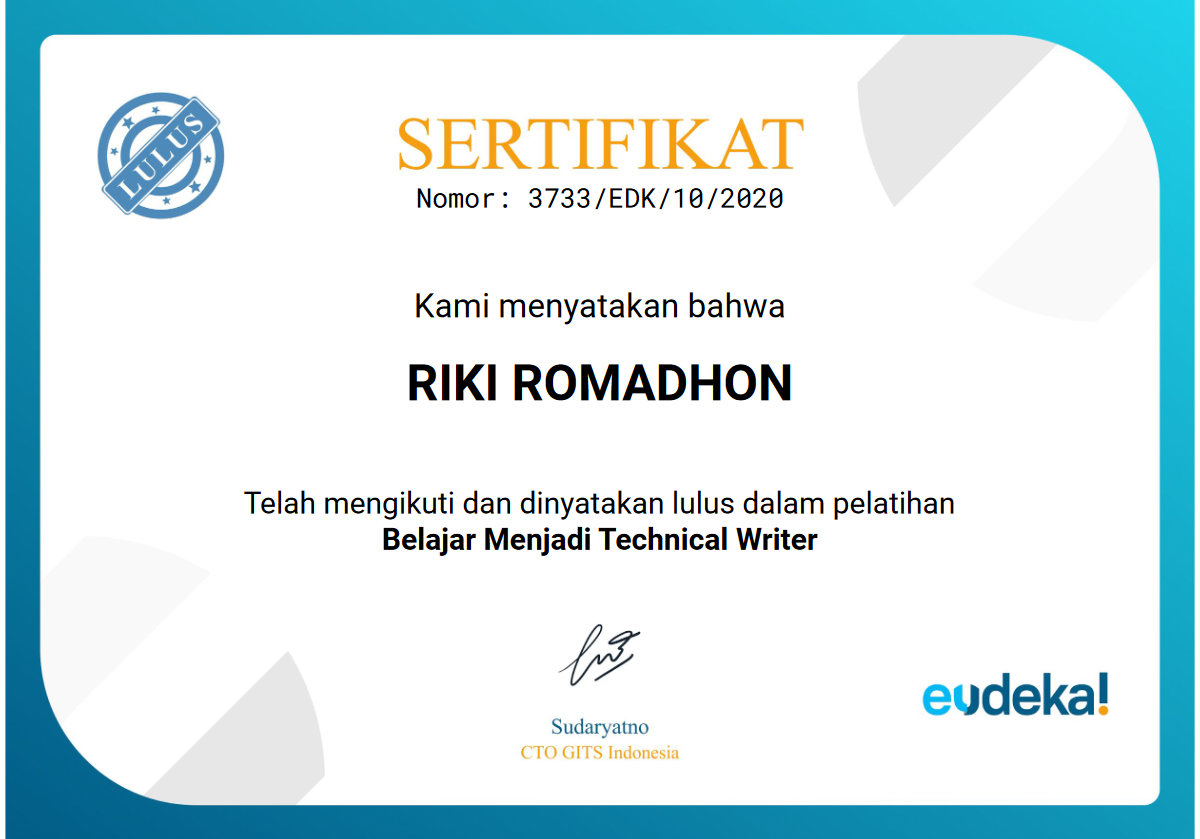 LULUS
SERTIFIKAT
Nomor: 3733/EDK/10/2020
Kami menyatakan bahwa
RIKI ROMADHON
Telah mengikuti dan dinyatakan lulus dalam pelatihan
Belajar Menjadi Technical Writer
Sudaryatno
CTO GITS Indonesia
eudeka!